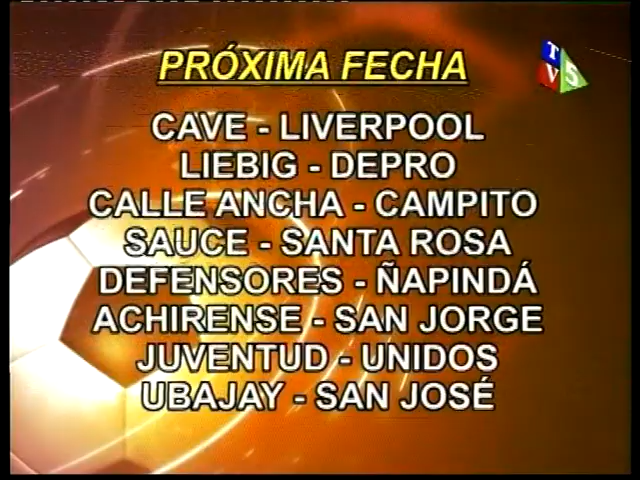 PRÓXIMA FECHA
TV5
CAVE - LIVERPOOL
LIEBIG - DEPRO
CALLE ANCHA - CAMPITO
SAUCE - SANTA ROSA
DEFENSORES - ÑAPINDÁ
ACHIRENSE - SAN JORGE
JUVENTUD - UNIDOS
UBAJAY - SAN JOSÉ